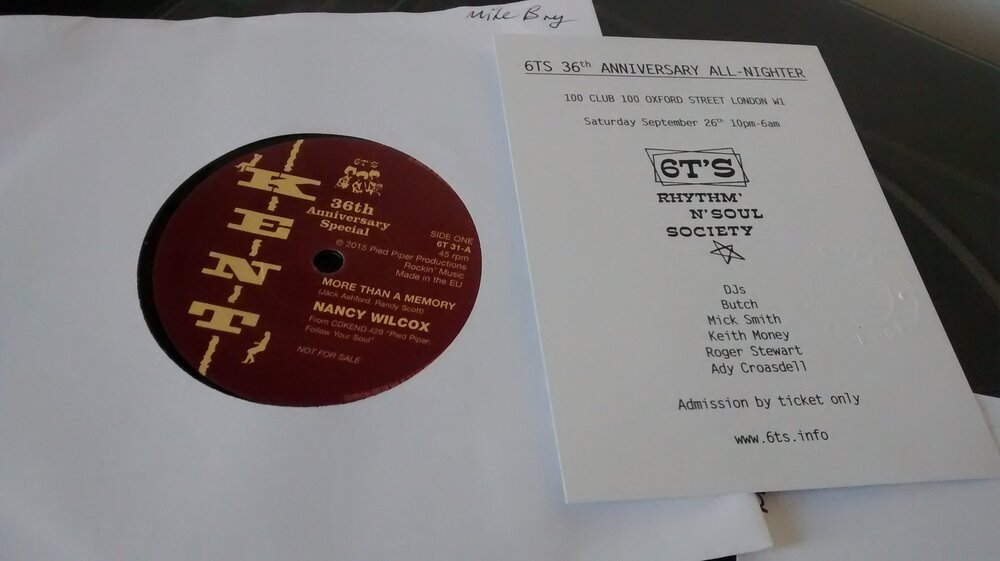 Mike Bray
KENT
6T'S
36th
Anniversary
Special
SIDE ONE
6T 31-A
45 rpm
℗ 2015 Pied Piper Productions
Rockin' Music
Made in the EU
MORE THAN A MEMORY
(Jack Ashford, Randy Scott)
NANCY WILCOX
From CDKEND 429 "Pied Piper;
Follow Your Soul"
NOT FOR SALE
6TS 36th ANNIVERSARY ALL-NIGHTER
100 CLUB 100 OXFORD STREET LONDON W1
Saturday September 26th 10pm-6am
6T'S
RHYTHM'
N' SOUL
SOCIETY
DJs
Butch
Mick Smith
Keith Money
Roger Stewart
Ady Croasdell
Admission by ticket only
www.6ts.info